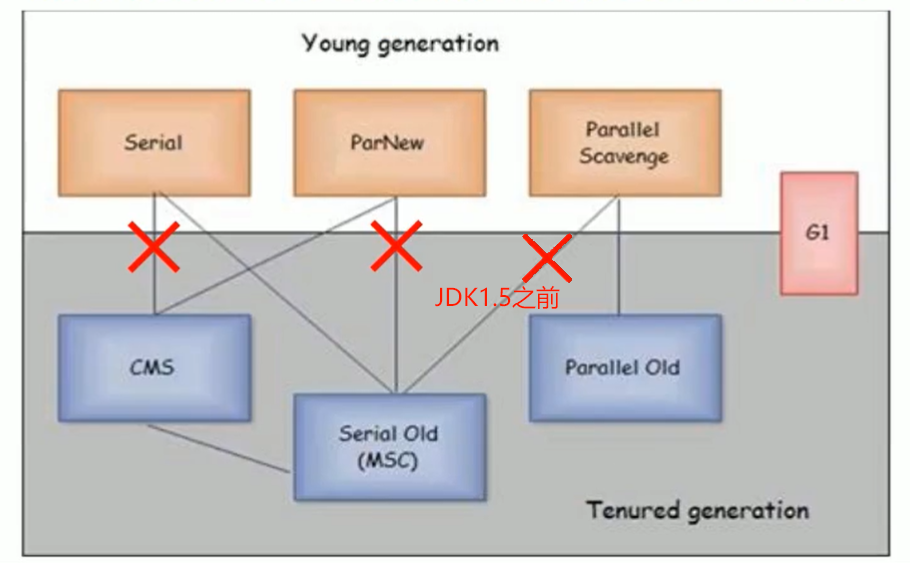 Young generation
Serial
ParNew
Parallel
Scavenge
G1
JDK1.5之前
CMS
Parallel Old
Serial Old
(MSC)
Tenured generation